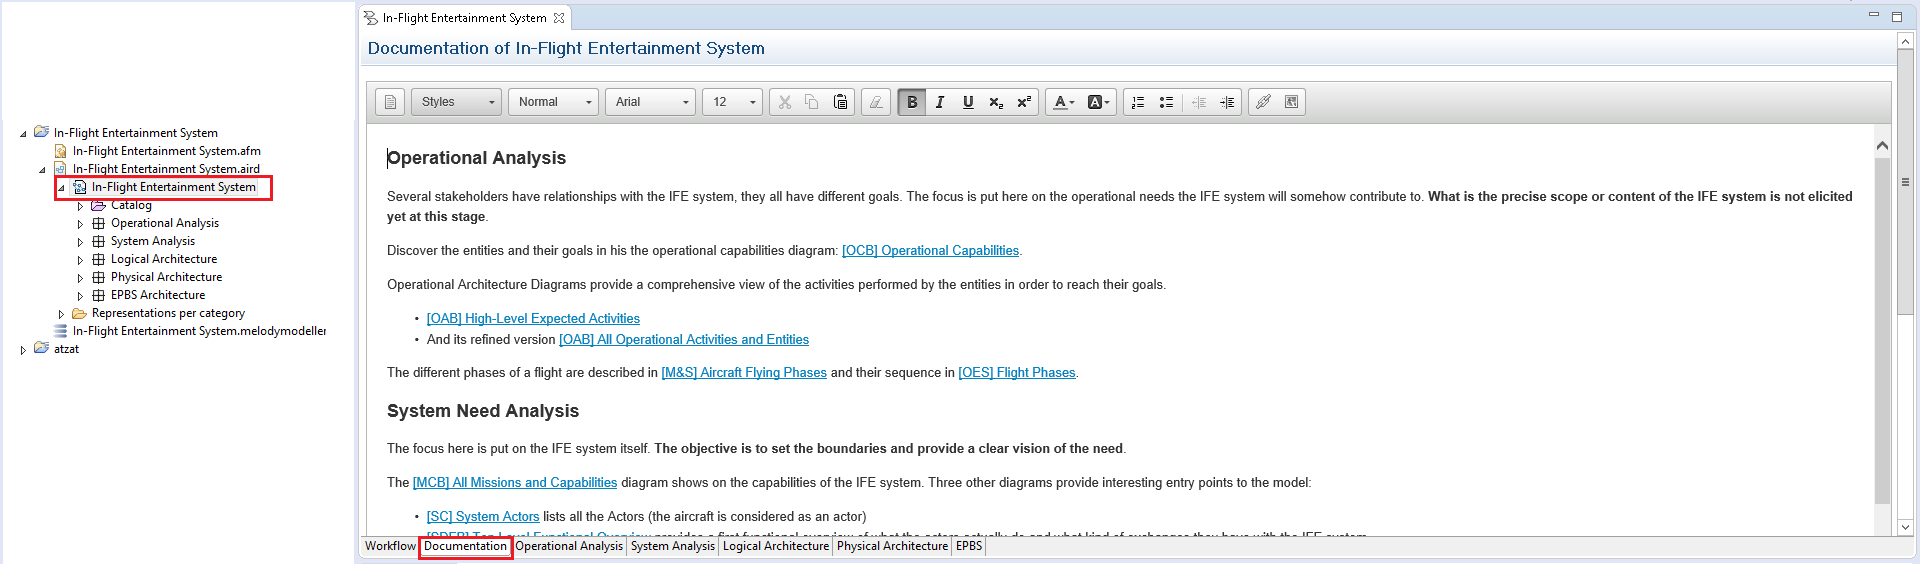 In-Flight Entertainment System
In-Flight Entertainment System.afm
In-Flight Entertainment System.aird
In-Flight Entertainment System
Catalog
Operational Analysis
System Analysis
Logical Architecture
Physical Architecture
EPBS Architecture
Representations per category
In-Flight Entertainment System.melodymodeller
atzat
In-Flight Entertainment System
Documentation of In-Flight Entertainment System
Styles Normal Arial 12
Operational Analysis
Several stakeholders have relationships with the IFE system, they all have different goals. The focus is put here on the operational needs the IFE system will somehow contribute to. What is the precise scope or content of the IFE system is not elicited
yet at this stage.
Discover the entities and their goals in his the operational capabilities diagram: [OCB] Operational Capabilities.
Operational Architecture Diagrams provide a comprehensive view of the activities performed by the entities in order to reach their goals.
• [OAB] High-Level Expected Activities
• And its refined version [OAB] All Operational Activities and Entities
The different phases of a flight are described in [M&S] Aircraft Flying Phases and their sequence in [OES] Flight Phases.
System Need Analysis
The focus here is put on the IFE system itself. The objective is to set the boundaries and provide a clear vision of the need.
The [MCB] All Missions and Capabilities diagram shows on the capabilities of the IFE system. Three other diagrams provide interesting entry points to the model:
• [SC] System Actors lists all the Actors (the aircraft is considered as an actor)
Workflow Documentation Operational Analysis System Analysis Logical Architecture Physical Architecture EPBS